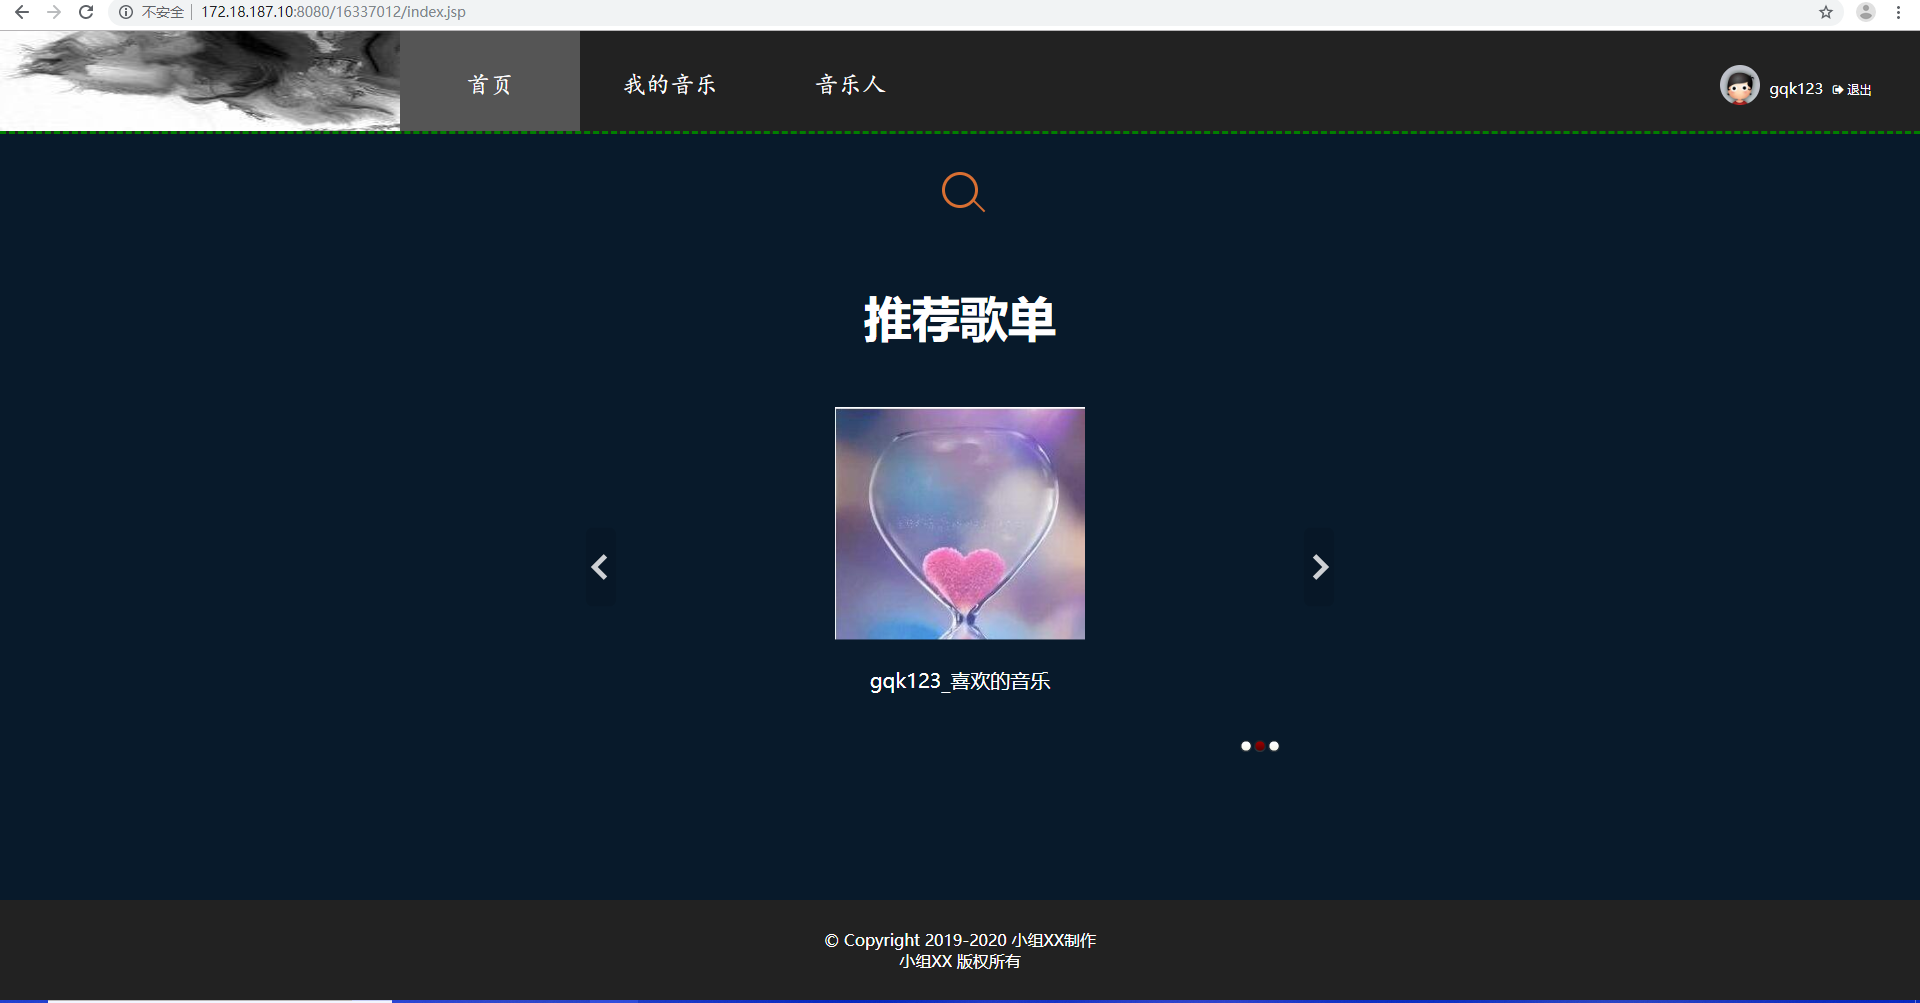 不安全 172.18.187.10:8080/16337012/index.jsp
首页 我的音乐 音乐人 gqk123 退出
推荐歌单
gqk123_喜欢的音乐
© Copyright 2019-2020 小组XX制作
小组XX 版权所有